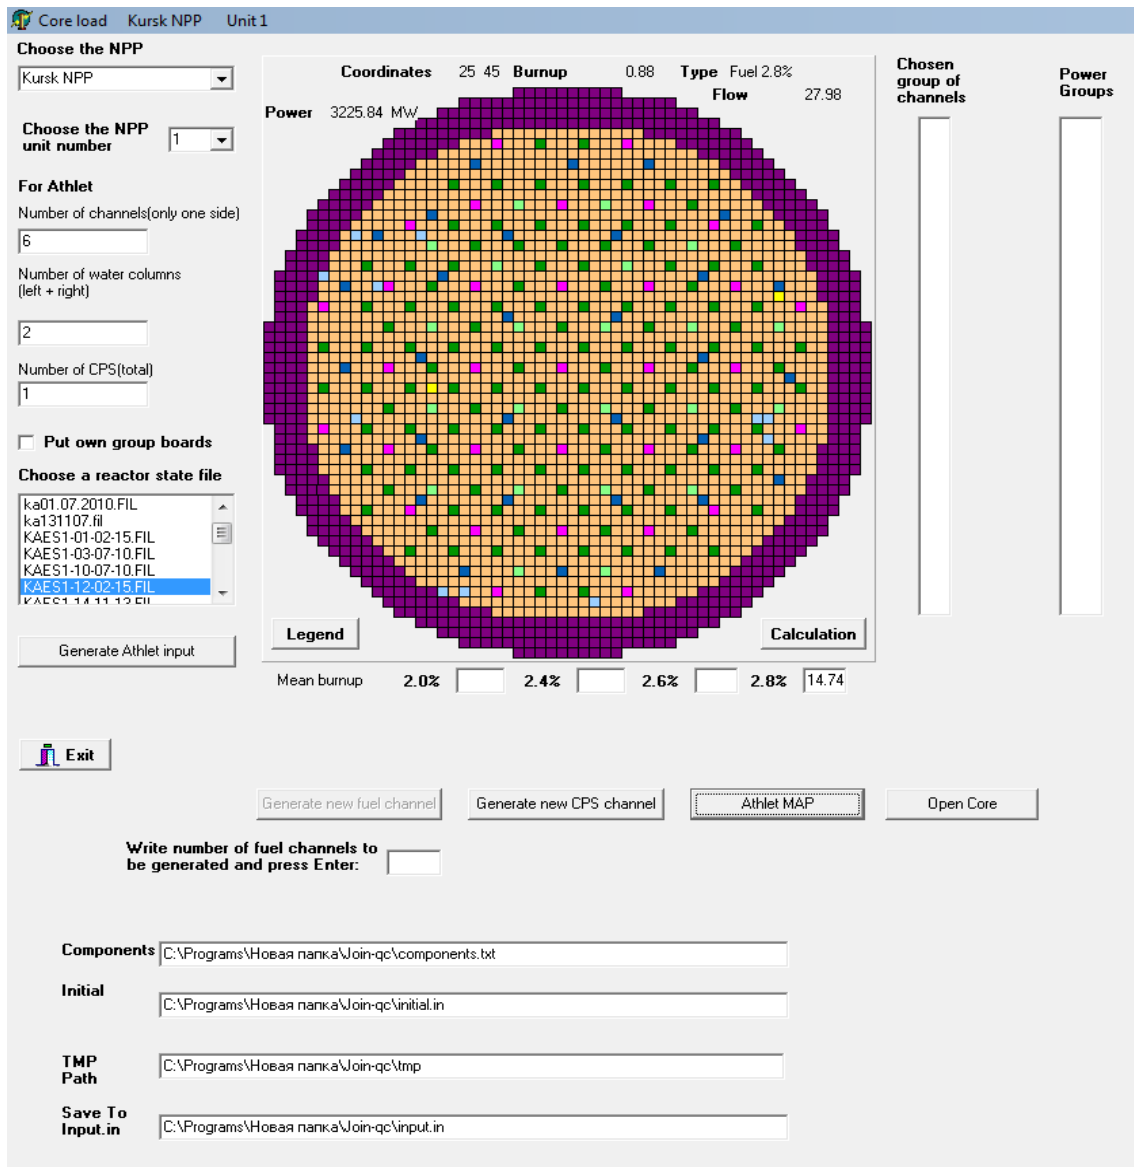 Core load Kursk NPP Unit 1
Choose the NPP
Kursk NPP
Choose the NPP
unit number
1
For Athlet
Number of channels(only one side)
6
Number of water columns
(left + right)
2
Number of CPS(total)
1
Put own group boards
Choose a reactor state file
ka01.07.2010.FIL
ka131107.fil
KAES1-01-02-15.FIL
KAES1-03-07-10.FIL
KAES1-10-07-10.FIL
KAES1-12-02-15.FIL
KAES1-14-11-13.FIL
Generate Athlet input
Coordinates 25 45 Burnup 0.88 Type Fuel 2.8%
Flow 27.98
Power 3225.84 MW
Legend
Calculation
Mean burnup 2.0% 2.4% 2.6% 2.8% 14.74
Chosen
group of
channels
Power
Groups
Exit
Generate new fuel channel
Generate new CPS channel
Athlet MAP
Open Core
Write number of fuel channels to
be generated and press Enter:
Components C:\Programs\Новая папка\Join-qc\components.txt
Initial
C:\Programs\Новая папка\Join-qc\initial.in
TMP
Path
C:\Programs\Новая папка\Join-qc\tmp
Save To
Input.in
C:\Programs\Новая папка\Join-qc\input.in